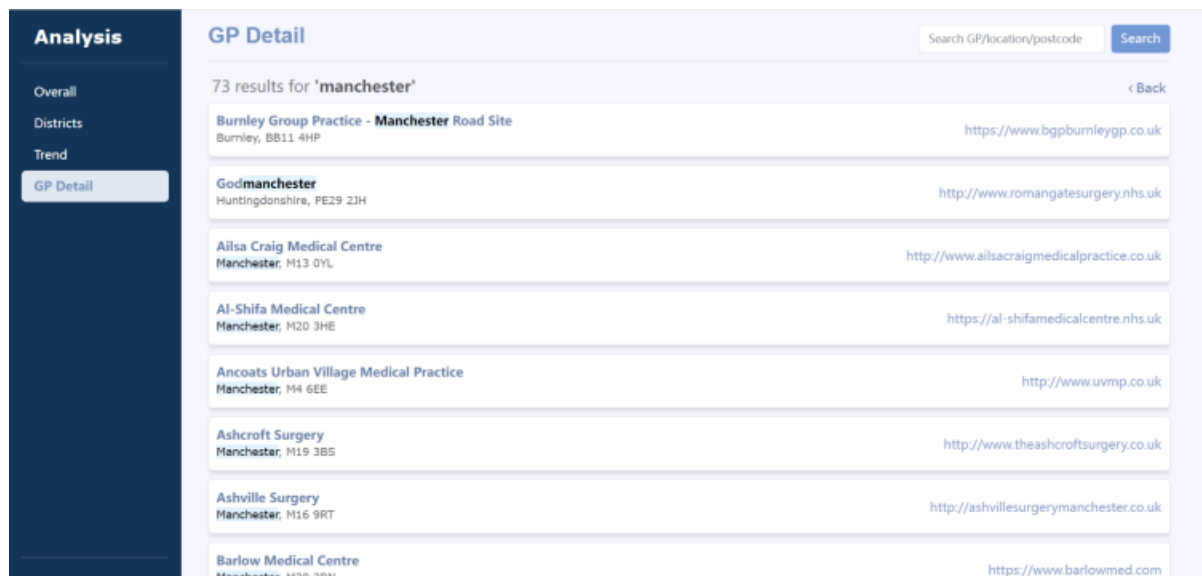 Analysis
Overall
Districts
Trend
GP Detail
GP Detail
Search GP/location/postcode
Search
73 results for 'manchester'
‹ Back
Burnley Group Practice - Manchester Road Site
Burnley, BB11 4HP
https://www.bgpburnleygp.co.uk
Godmanchester
Huntingdonshire, PE29 2JH
http://www.romangatesurgery.nhs.uk
Ailsa Craig Medical Centre
Manchester, M13 0YL
http://www.ailsacraigmedicalpractice.co.uk
Al-Shifa Medical Centre
Manchester, M20 3HE
https://al-shifamedicalcentre.nhs.uk
Ancoats Urban Village Medical Practice
Manchester, M4 6EE
http://www.uvmp.co.uk
Ashcroft Surgery
Manchester, M19 3BS
http://www.theashcroftsurgery.co.uk
Ashville Surgery
Manchester, M16 9RT
http://ashvillesurgerymanchester.co.uk
Barlow Medical Centre
https://www.barlowmed.com
Manchester,